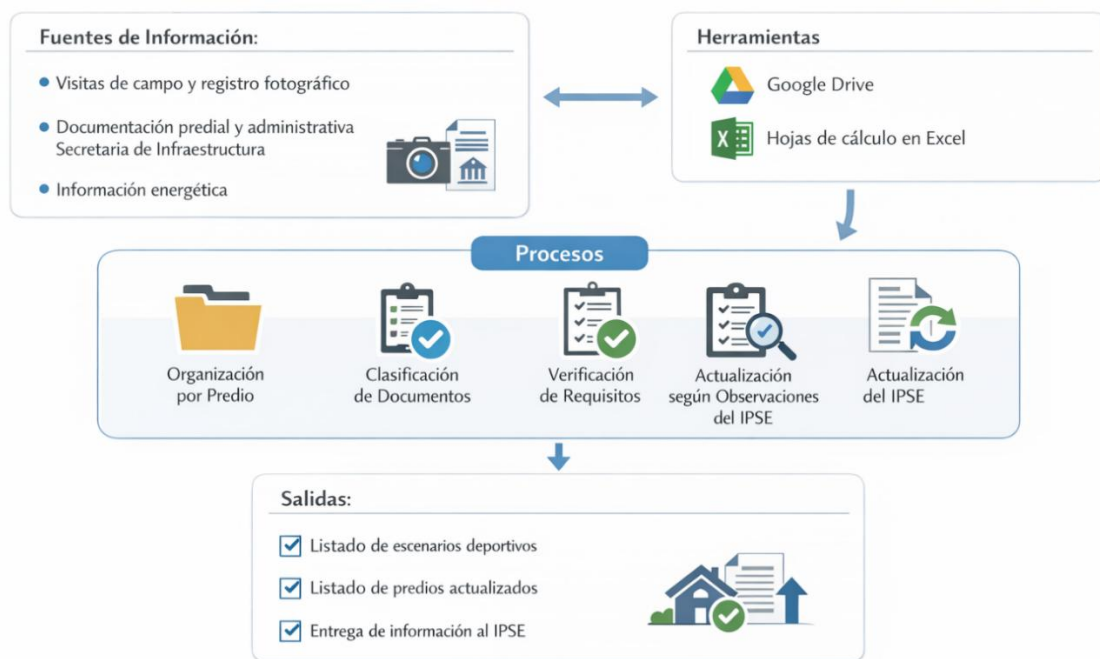 Fuentes de Información:
Visitas de campo y registro fotográfico
Documentación predial y administrativa
Secretaria de Infraestructura
Información energética
Herramientas
Google Drive
X
Hojas de cálculo en Excel
Procesos
Organización
por Predio
Clasificación
de Documentos
Verificación
de Requisitos
Actualización
según Observaciones
del IPSE
Actualización
del IPSE
Salidas:
Listado de escenarios deportivos
Listado de predios actualizados
Entrega de información al IPSE